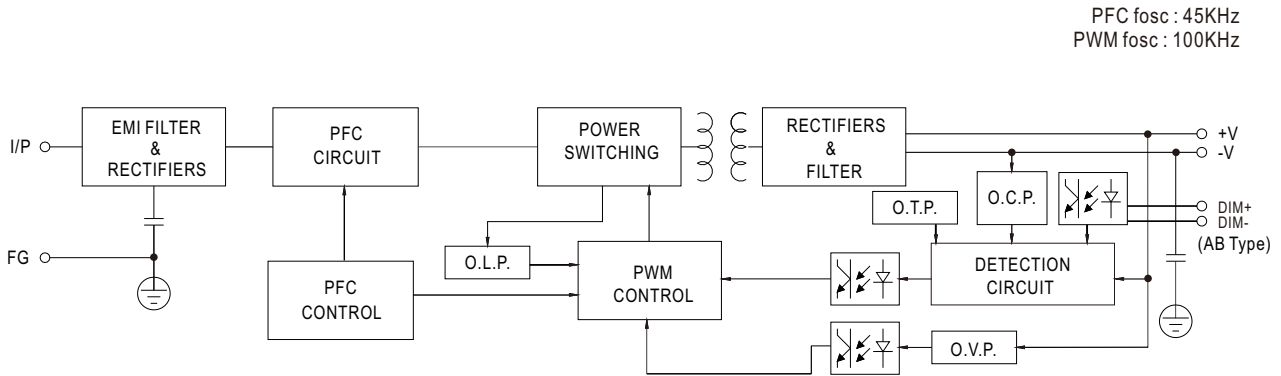 PFC fosc : 45KHz
PWM fosc : 100KHz
I/P
EMI FILTER
&
RECTIFIERS
PFC
CIRCUIT
POWER
SWITCHING
RECTIFIERS
&
FILTER
+V
-V
O.T.P.
O.C.P.
DIM+
DIM-
(AB Type)
FG
O.L.P.
PFC
CONTROL
PWM
CONTROL
DETECTION
CIRCUIT
O.V.P.